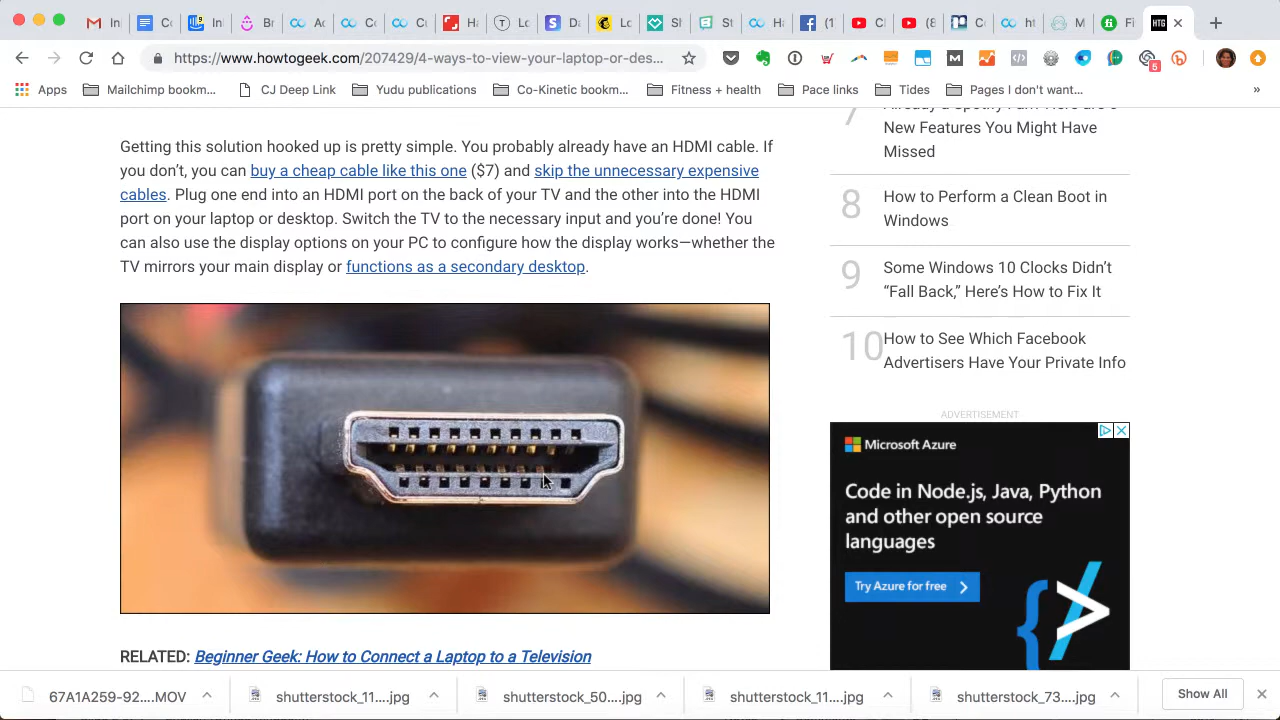 C
In
Br
In
A
C
C
H
L
D
L
S
S
H
(1
C
(8
C
h
M
Fi
HTG
https://www.howtogeek.com/207429/4-ways-to-view-your-laptop-or-des...
6
Apps
Mailchimp bookm...
CJ Deep Link
Yudu publications
Co-Kinetic bookm...
Fitness + health
Pace links
Tides
Pages I don't want...
»
Getting this solution hooked up is pretty simple. You probably already have an HDMI cable. If
you don't, you can buy a cheap cable like this one ($7) and skip the unnecessary expensive
cables. Plug one end into an HDMI port on the back of your TV and the other into the HDMI
port on your laptop or desktop. Switch the TV to the necessary input and you're done! You
can also use the display options on your PC to configure how the display works—whether the
TV mirrors your main display or functions as a secondary desktop.
RELATED: Beginner Geek: How to Connect a Laptop to a Television
7
New Features You Might Have
Missed
8
How to Perform a Clean Boot in
Windows
9
Some Windows 10 Clocks Didn't
“Fall Back,” Here's How to Fix It
10
How to See Which Facebook
Advertisers Have Your Private Info
ADVERTISEMENT
Microsoft Azure
Code in Node.js, Java, Python
and other open source
languages
Try Azure for free
67A1A259-92....MOV
shutterstock_11....jpg
shutterstock_50....jpg
shutterstock_11....jpg
shutterstock_73....jpg
Show All